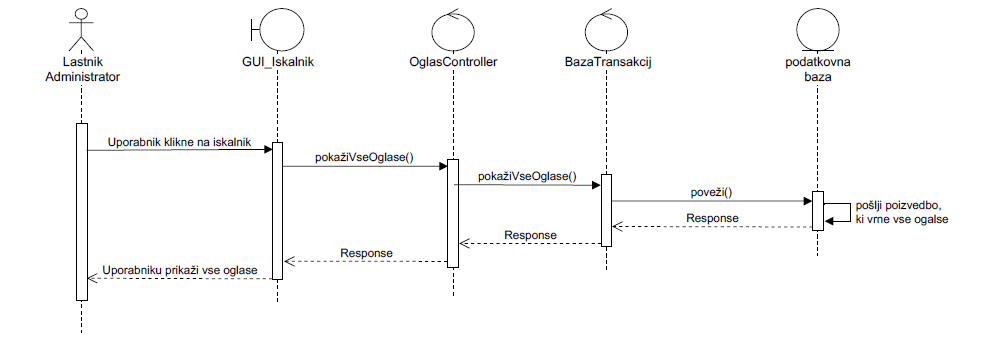 Lastnik
Administrator
GUI_Iskalnik
OglasController
BazaTransakcij
podatkovna
baza
Uporabnik klikne na iskalnik
pokažiVseOglase()
pokažiVseOglase()
poveži()
pošlji poizvedbo,
ki vrne vse ogalse
Response
Response
Response
Uporabniku prikaži vse oglase